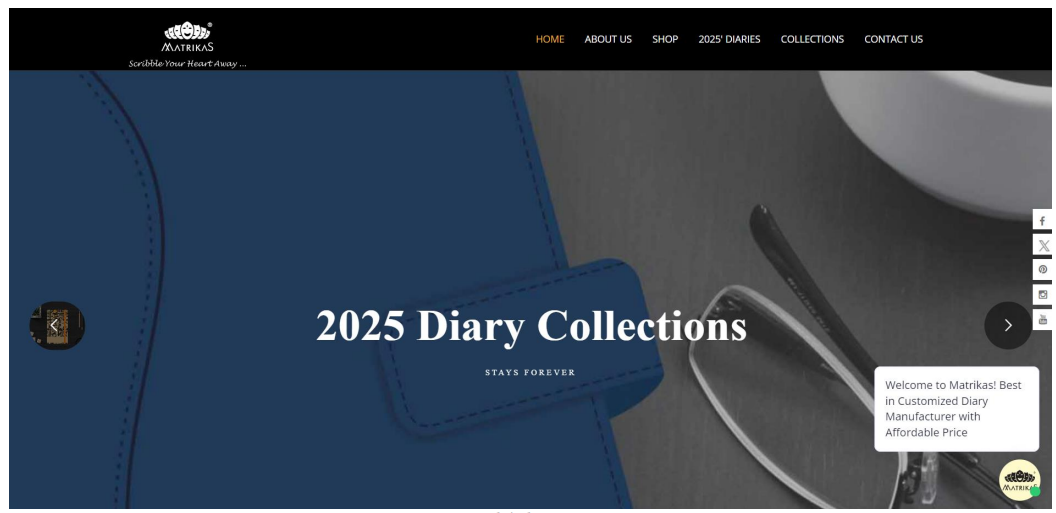 MATRIKAS
Scribble Your Heart Away ...
HOME ABOUT US SHOP 2025' DIARIES COLLECTIONS CONTACT US
2025 Diary Collections
STAYS FOREVER
Welcome to Matrikas! Best
in Customized Diary
Manufacturer with
Affordable Price
MATRIKAS